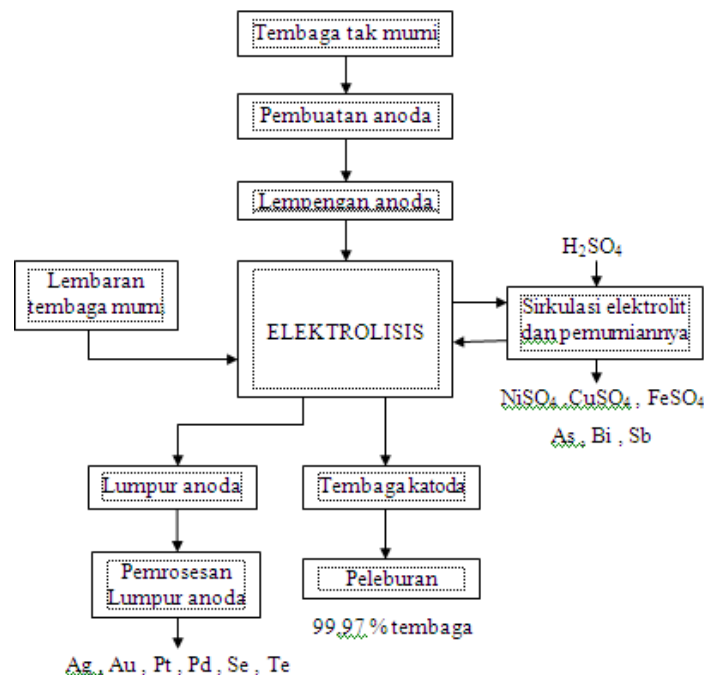 Tembaga tak murni
Pembuatan anoda
Lempengan anoda
H₂SO₄
Lembaran
tembaga murni
ELEKTROLISIS
Sirkulasi elektrolit
dan pemurniannya
NiSO₄ ,CuSO₄ , FeSO₄
As , Bi , Sb
Lumpur anoda
Tembaga katoda
Pemrosesan
Lumpur anoda
Peleburan
99,97 % tembaga
Ag , Au , Pt , Pd , Se , Te